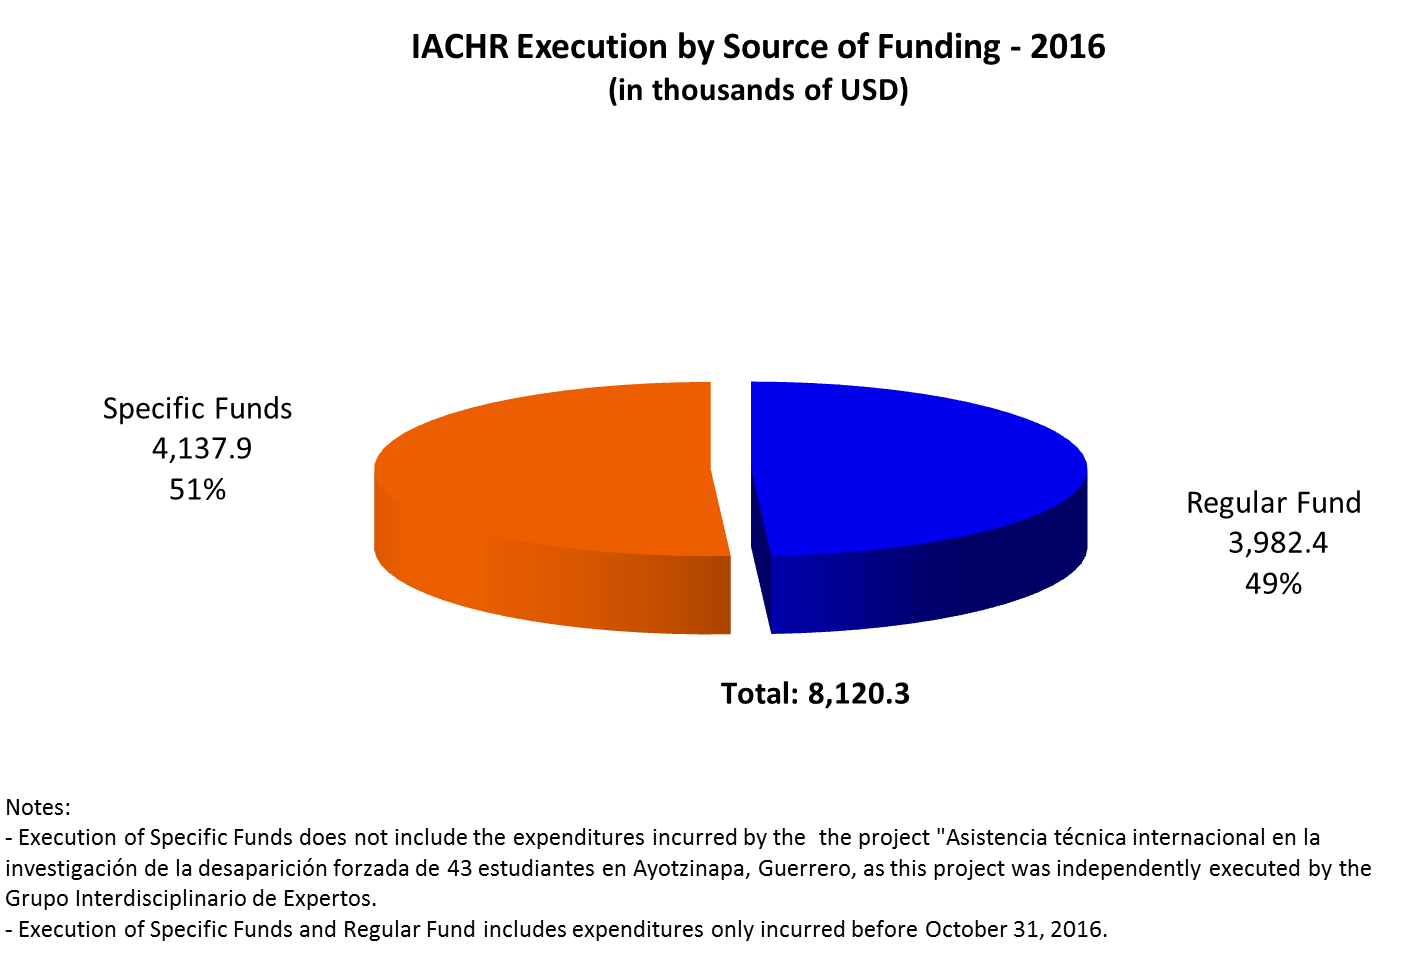 IACHR Execution by Source of Funding - 2016
(in thousands of USD)
Specific Funds
4,137.9
51%
Regular Fund
3,982.4
49%
Total: 8,120.3
Notes:
- Execution of Specific Funds does not include the expenditures incurred by the  the project "Asistencia técnica internacional en la
investigación de la desaparición forzada de 43 estudiantes en Ayotzinapa, Guerrero, as this project was independently executed by the
Grupo Interdisciplinario de Expertos.
- Execution of Specific Funds and Regular Fund includes expenditures only incurred before October 31, 2016.